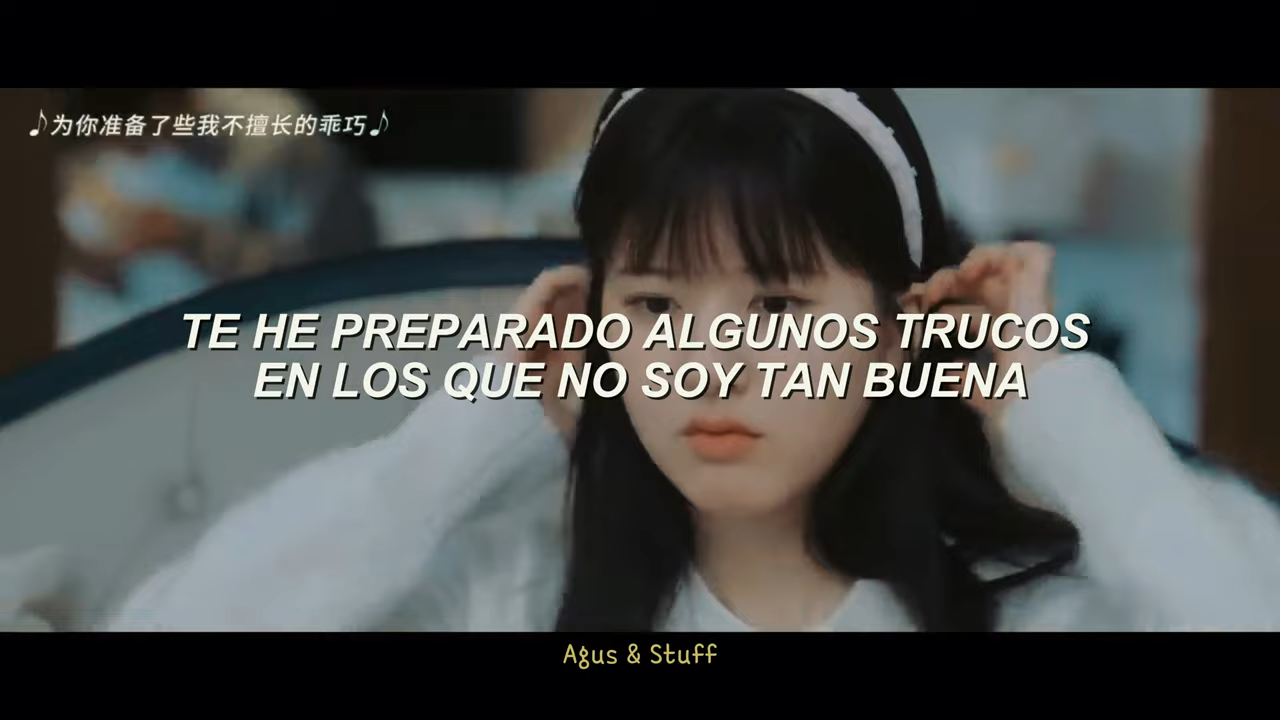 ♪为你准备了些我不擅长的乖巧♪
TE HE PREPARADO ALGUNOS TRUCOS
EN LOS QUE NO SOY TAN BUENA
Agus & Stuff